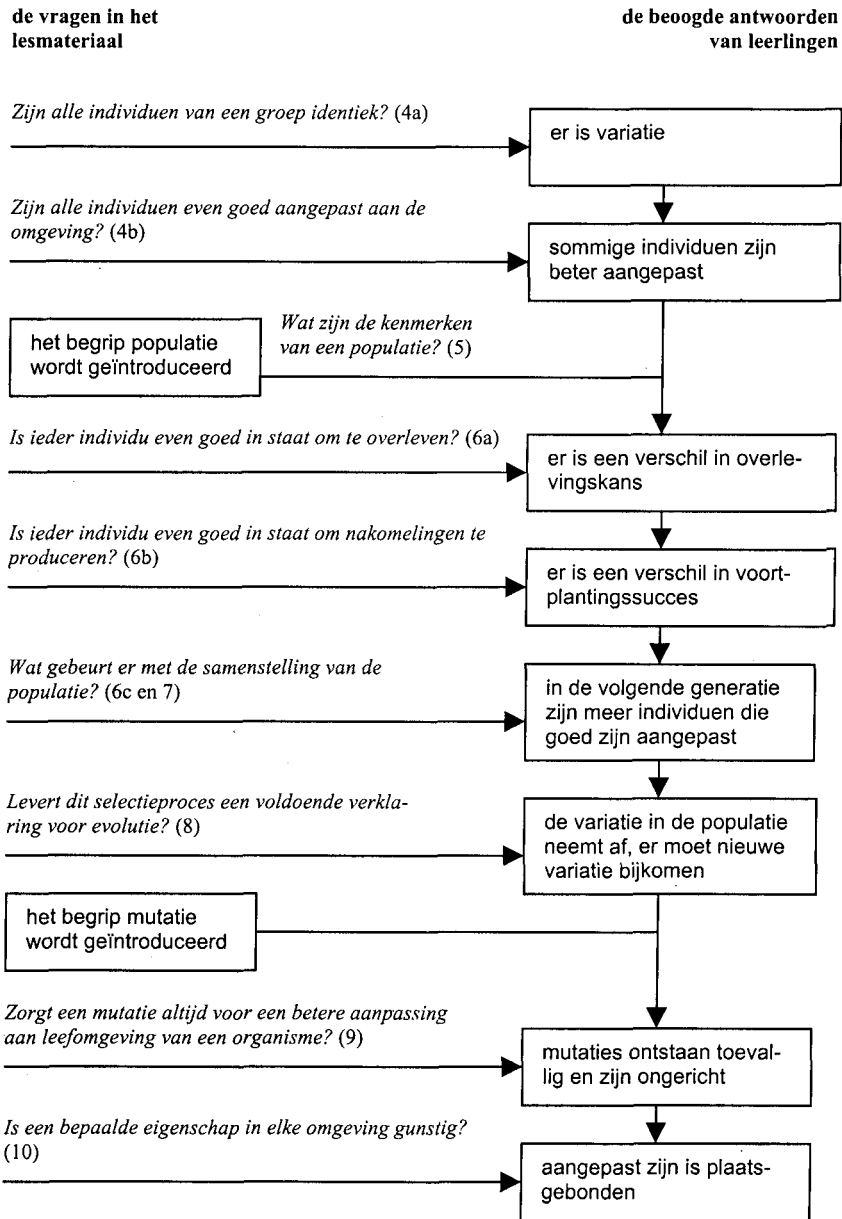 de vragen in het
lesmateriaal
de beoogde antwoorden
van leerlingen
Zijn alle individuen van een groep identiek? (4a)
er is variatie
Zijn alle individuen even goed aangepast aan de
omgeving? (4b)
sommige individuen zijn
beter aangepast
het begrip populatie
wordt geïntroduceerd
Wat zijn de kenmerken
van een populatie? (5)
Is ieder individu even goed in staat om te overleven? (6a)
er is een verschil in overle-
vingskans
Is ieder individu even goed in staat om nakomelingen te
produceren? (6b)
er is een verschil in voort-
plantingssucces
Wat gebeurt er met de samenstelling van de
populatie? (6c en 7)
in de volgende generatie
zijn meer individuen die
goed zijn aangepast
Levert dit selectieproces een voldoende verkla-
ring voor evolutie? (8)
de variatie in de populatie
neemt af, er moet nieuwe
variatie bijkomen
het begrip mutatie
wordt geïntroduceerd
Zorgt een mutatie altijd voor een betere aanpassing
aan leefomgeving van een organisme? (9)
mutaties ontstaan toeval-
lig en zijn ongericht
Is een bepaalde eigenschap in elke omgeving gunstig?
(10)
aangepast zijn is plaats-
gebonden